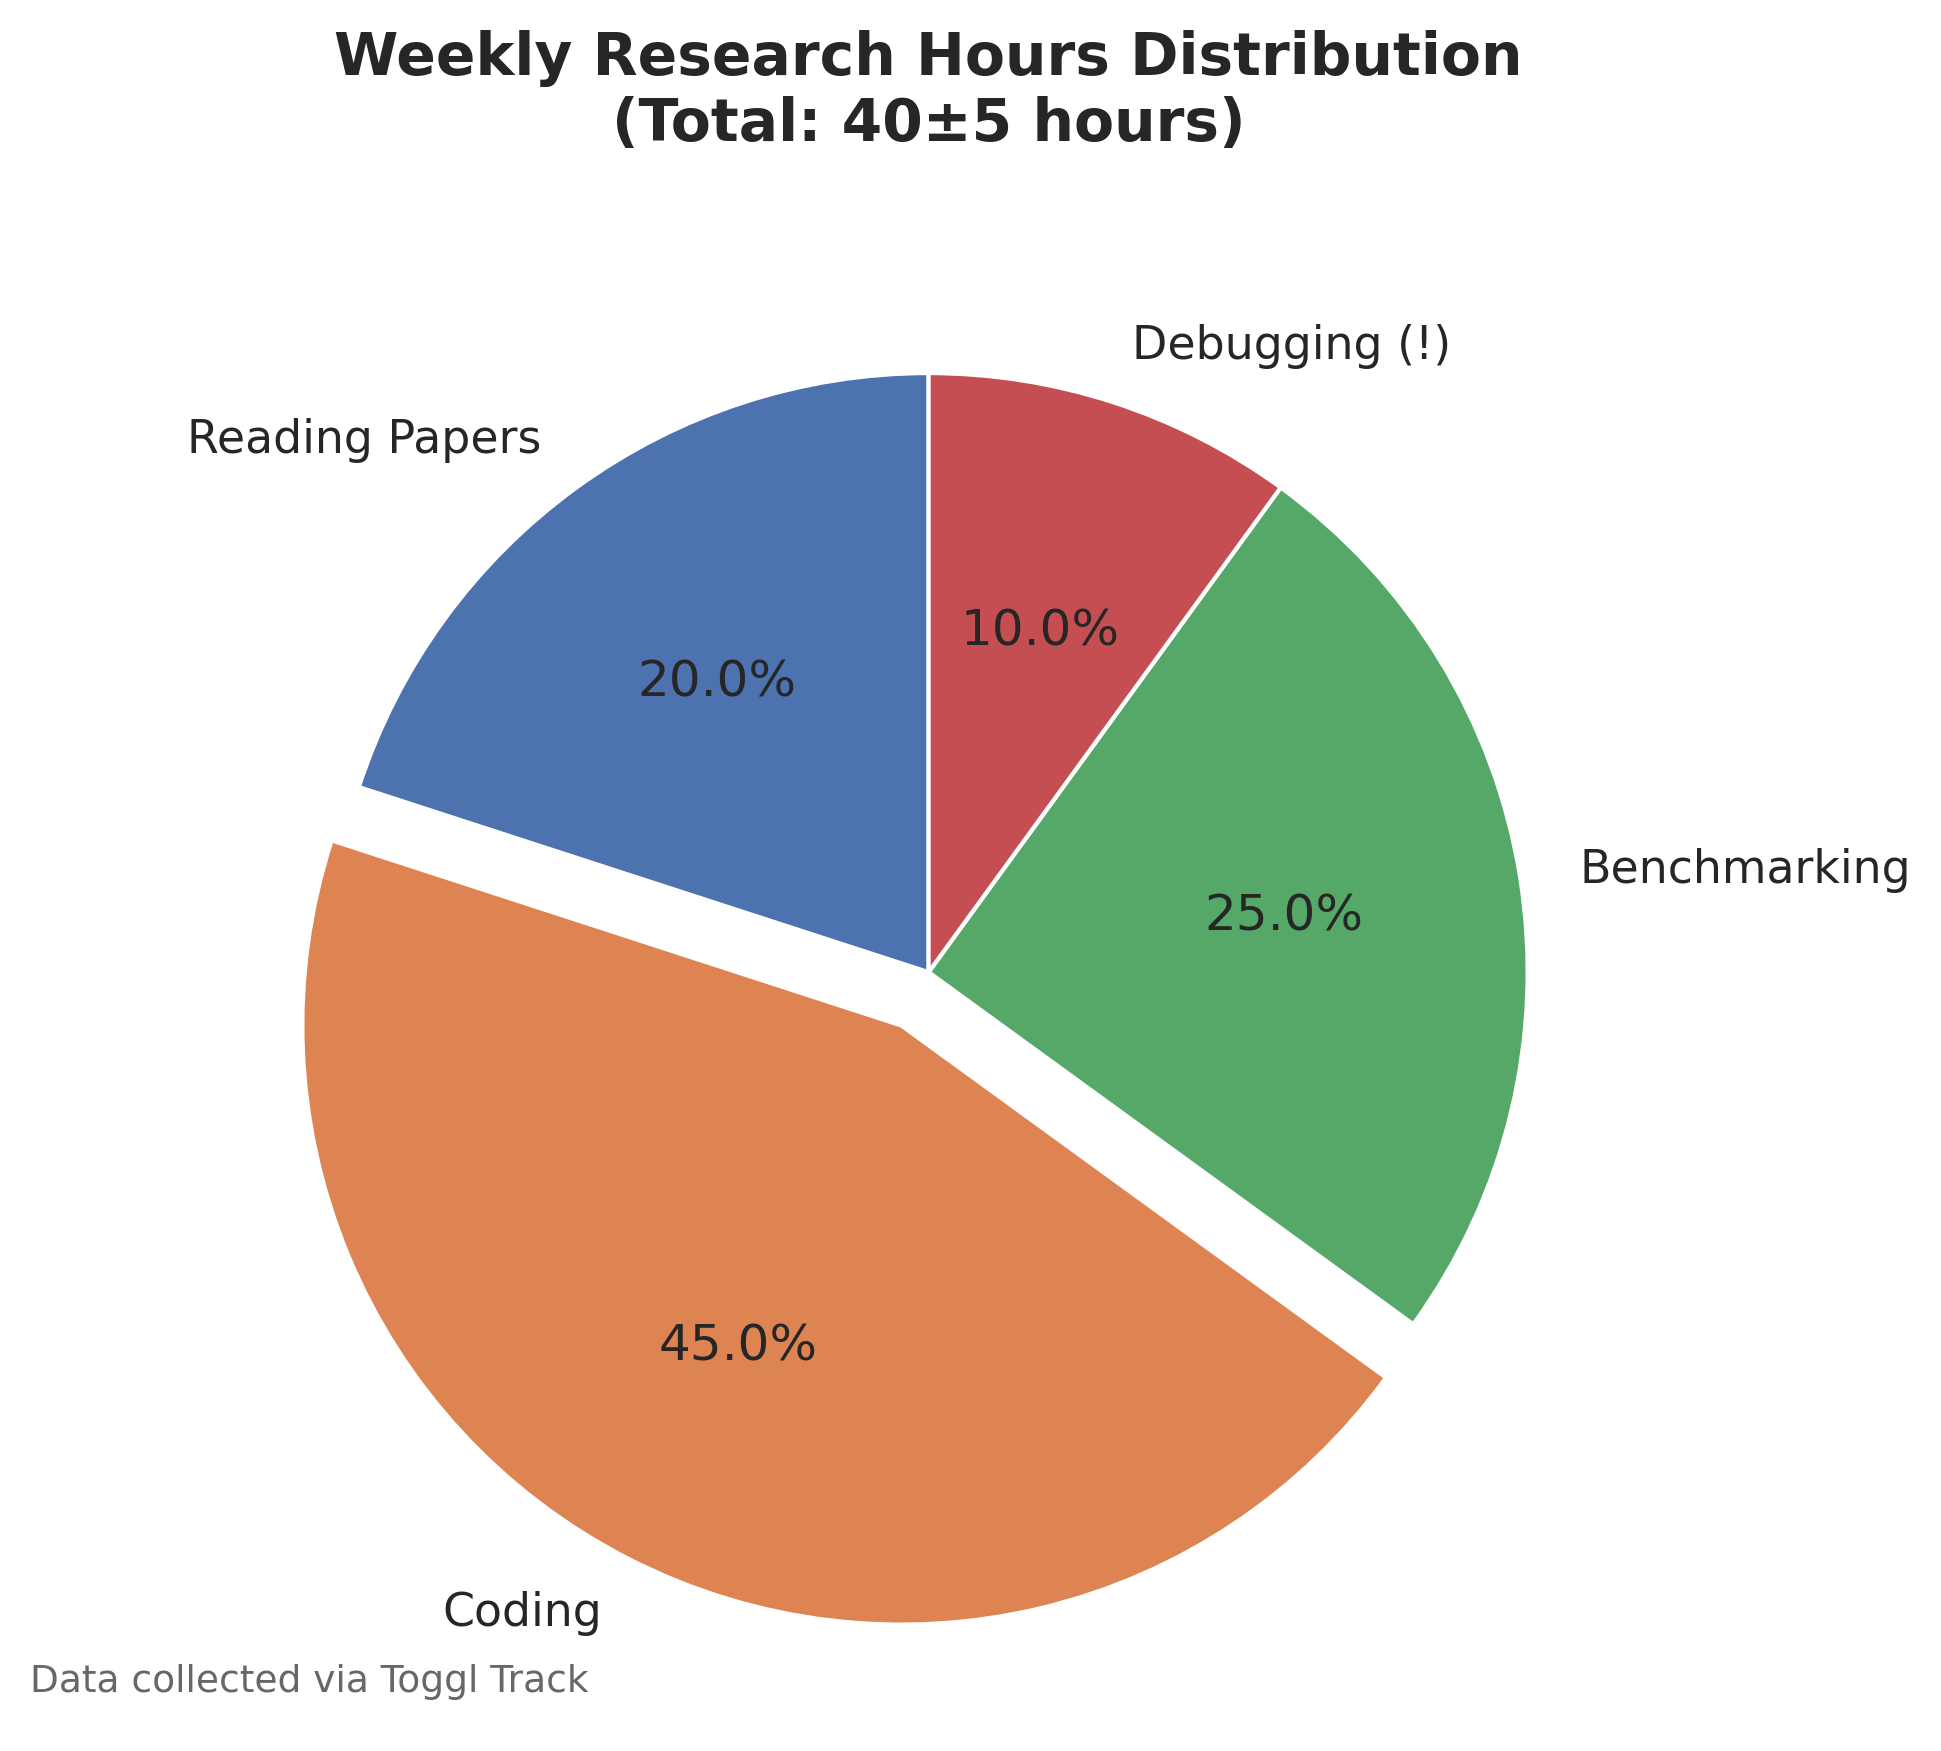 Weekly Research Hours Distribution
(Total: 40±5 hours)
Debugging (!)
Reading Papers
10.0%
20.0%
Benchmarking
25.0%
45.0%
Coding
Data collected via Toggl Track